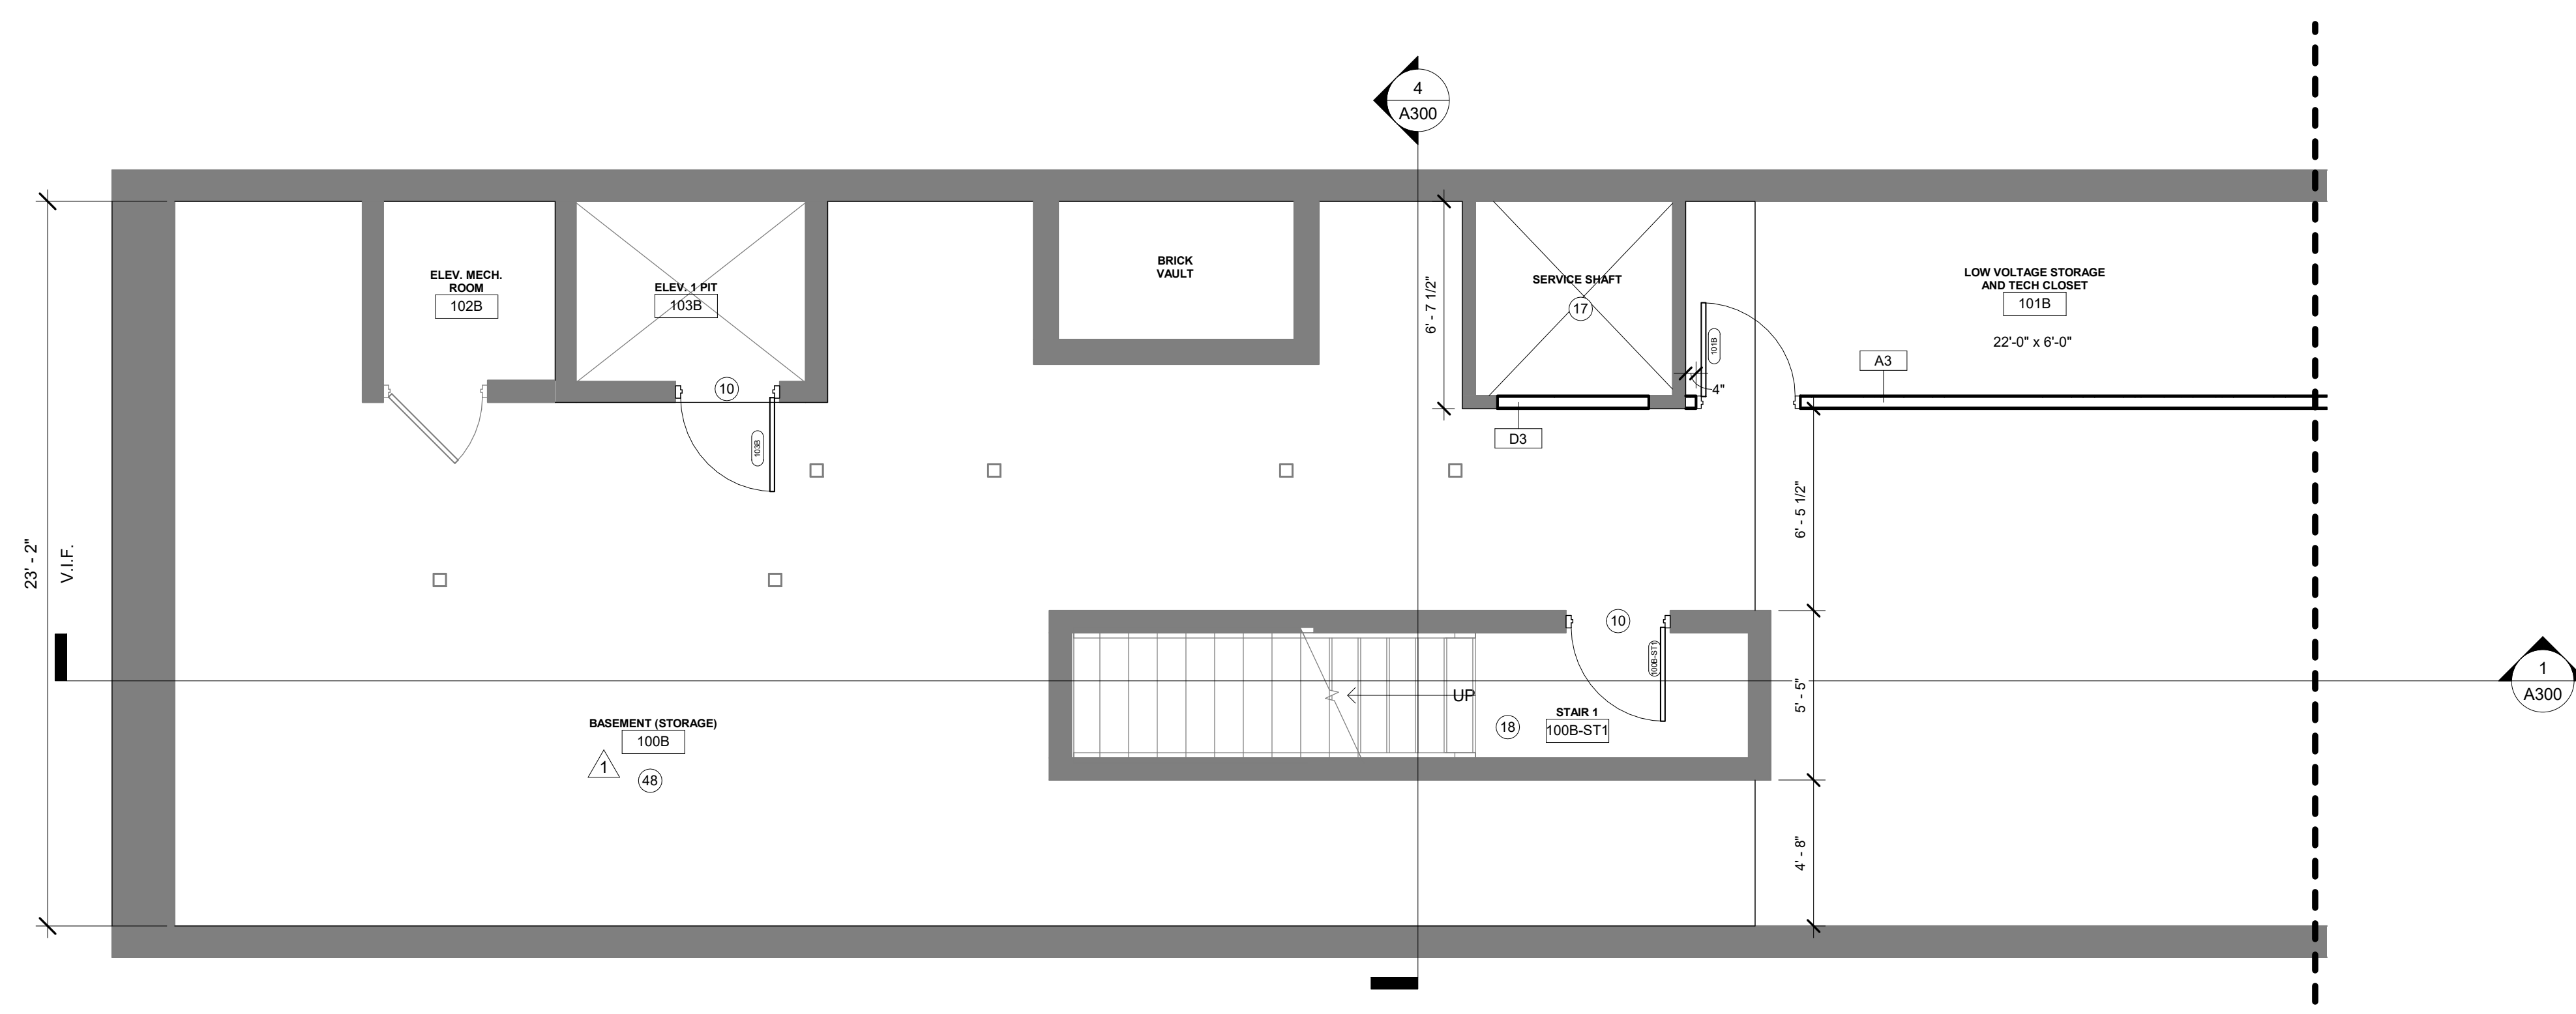 4
A300
ELEV. MECH.
ROOM
102B
ELEV. 1 PIT
103B
10
103B
BRICK
VAULT
6' - 7 1/2"
SERVICE SHAFT
17
D3
101B
4"
LOW VOLTAGE STORAGE
AND TECH CLOSET
101B
22'-0" x 6'-0"
A3
23' - 2"
V.I.F.
6' - 5 1/2"
10
100B-ST1
UP
18
STAIR 1
100B-ST1
5' - 5"
1
A300
BASEMENT (STORAGE)
100B
1
48
4' - 8"